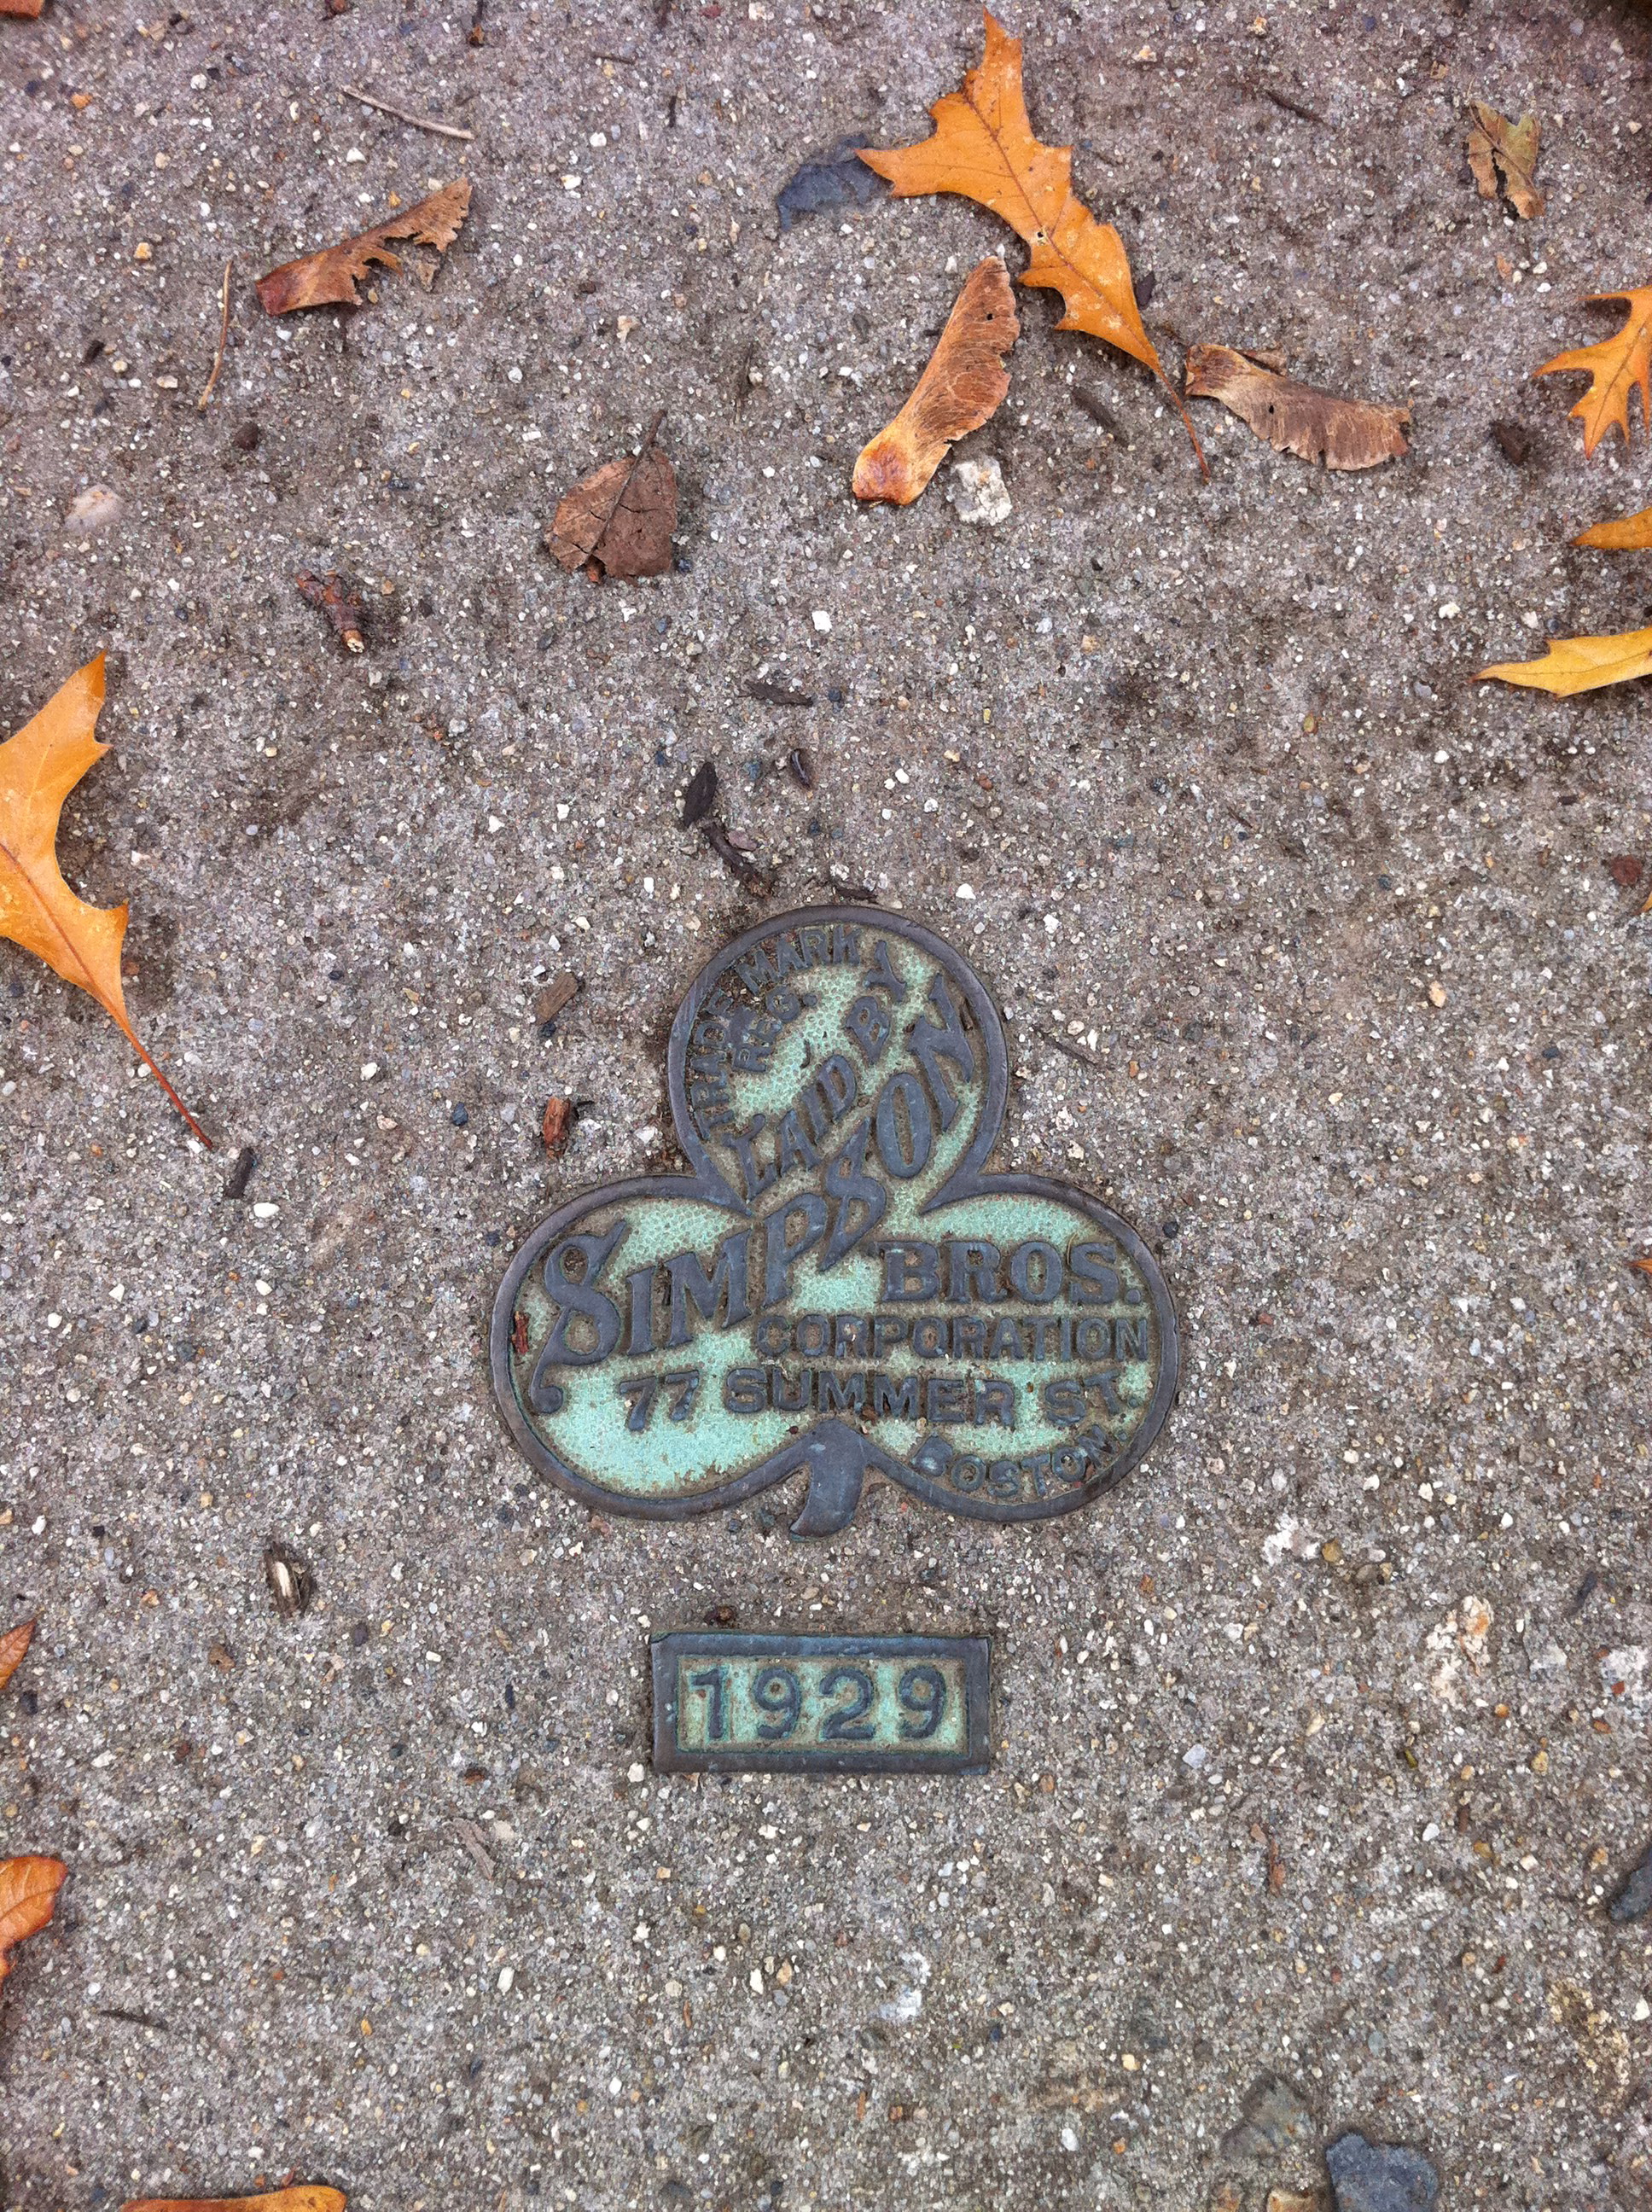 TRADE MARK
REG.
LAID BY
SIMPSON
BROS.
CORPORATION
77 SUMMER ST.
BOSTON.
1929